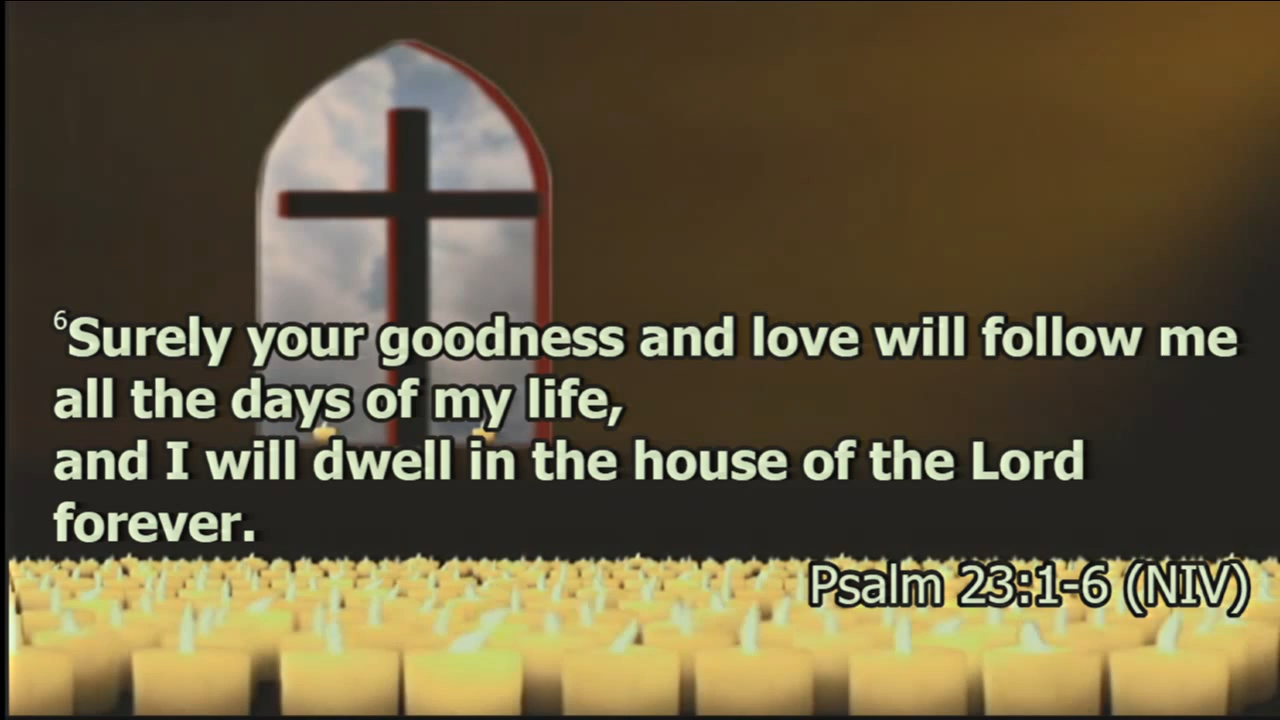 ⁶Surely your goodness and love will follow me
all the days of my life,
and I will dwell in the house of the Lord
forever.
Psalm 23:1-6 (NIV)